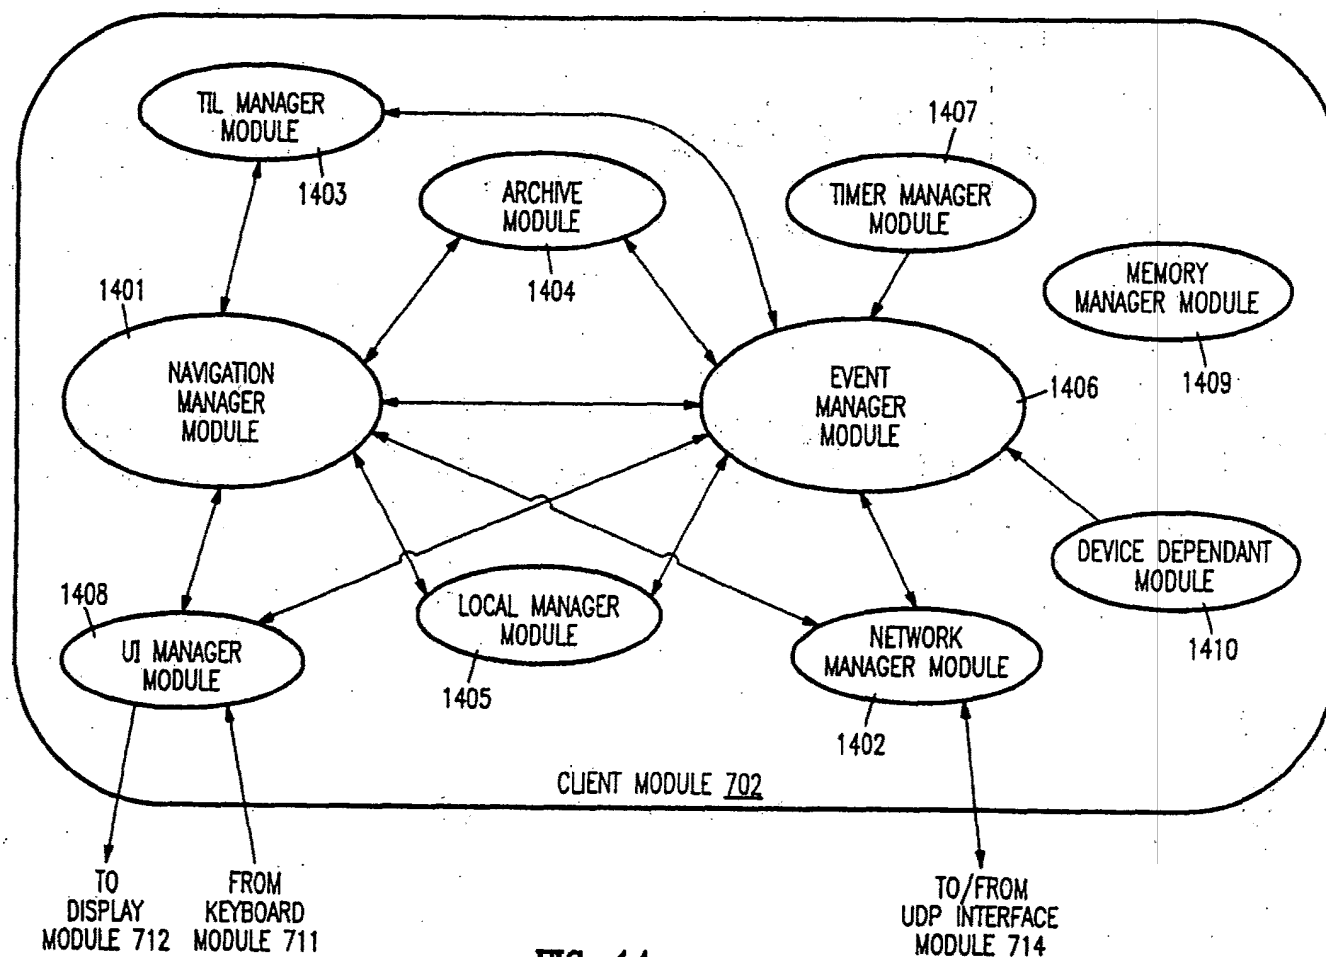 TIL MANAGER
MODULE
1403
ARCHIVE
MODULE
1404
1407
TIMER MANAGER
MODULE
MEMORY
MANAGER MODULE
1409
1401
NAVIGATION
MANAGER
MODULE
EVENT
MANAGER
MODULE
1406
DEVICE DEPENDANT
MODULE
1410
1408
UI MANAGER
MODULE
LOCAL MANAGER
MODULE
1405
NETWORK
MANAGER MODULE
1402
CLIENT MODULE 702
TO
DISPLAY
MODULE 712
FROM
KEYBOARD
MODULE 711
TO/FROM
UDP INTERFACE
MODULE 714